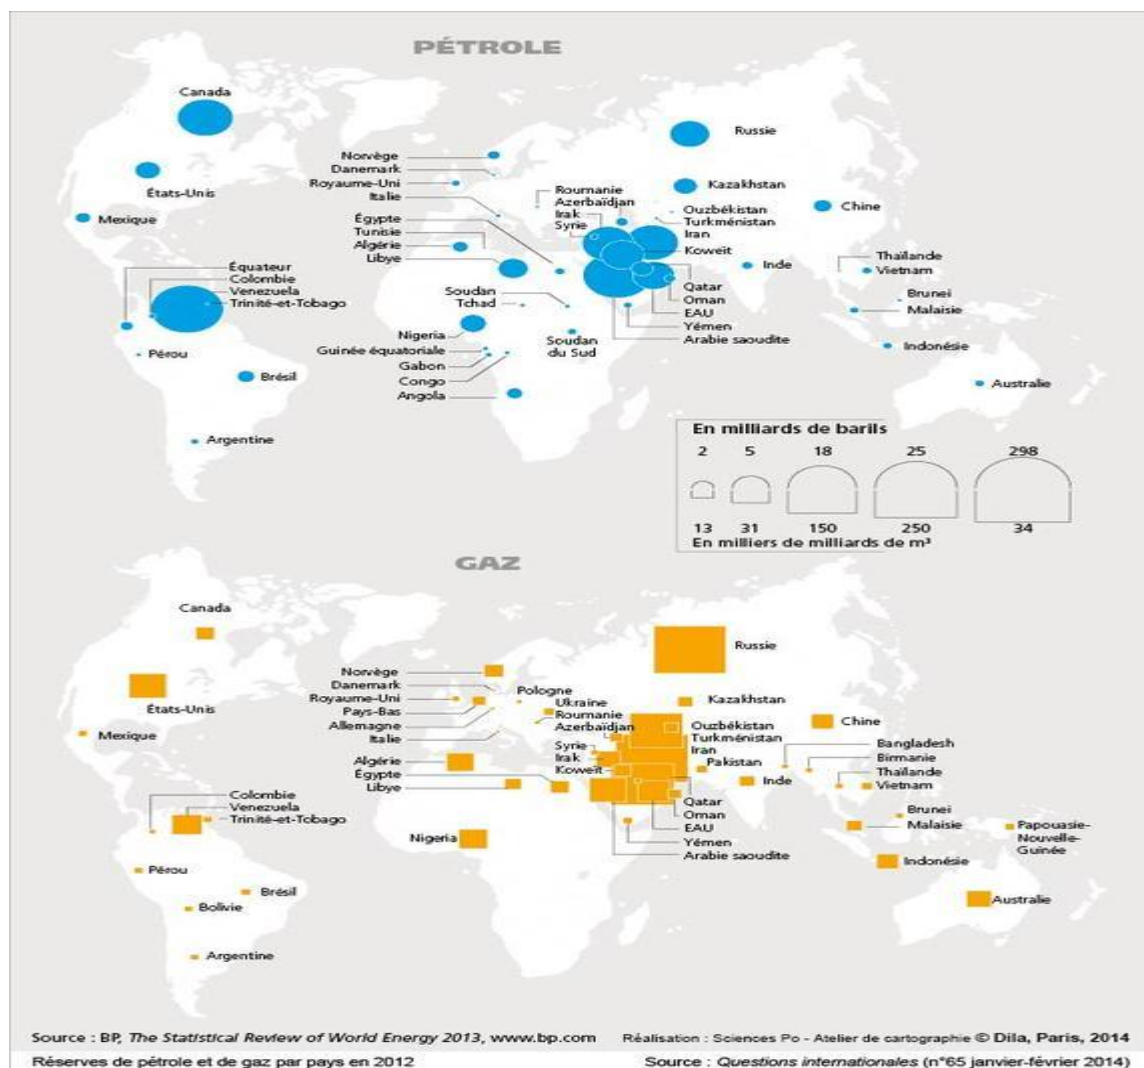 PÉTROLE
Canada
États-Unis
Mexique
Équateur
Colombie
Venezuela
Trinité-et-Tobago
Pérou
Brésil
Argentine
Norvège
Danemark
Royaume-Uni
Italie
Égypte
Tunisie
Algérie
Libye
Soudan
Tchad
Nigeria
Guinée équatoriale
Gabon
Congo
Angola
Soudan
du Sud
Roumanie
Azerbaïdjan
Irak
Syrie
Russie
Kazakhstan
Ouzbékistan
Turkménistan
Iran
Koweït
Qatar
Oman
EAU
Yémen
Arabie saoudite
Chine
Inde
Thaïlande
Vietnam
Brunei
Malaisie
Indonésie
Australie
En milliards de barils
2 5 18 25 298
13 31 150 250 34
En milliers de milliards de m³
GAZ
Canada
États-Unis
Mexique
Colombie
Venezuela
Trinité-et-Tobago
Pérou
Brésil
Bolivie
Argentine
Norvège
Danemark
Royaume-Uni
Pays-Bas
Allemagne
Italie
Algérie
Égypte
Libye
Nigeria
Pologne
Ukraine
Roumanie
Azerbaïdjan
Syrie
Irak
Koweït
Russie
Kazakhstan
Ouzbékistan
Turkménistan
Iran
Pakistan
Qatar
Oman
EAU
Yémen
Arabie saoudite
Chine
Inde
Bangladesh
Birmanie
Thaïlande
Vietnam
Brunei
Malaisie
Papouasie-
Nouvelle-
Guinée
Indonésie
Australie
Source : BP, The Statistical Review of World Energy 2013, www.bp.com Réalisation : Sciences Po - Atelier de cartographie © Dila, Paris, 2014
Réserves de pétrole et de gaz par pays en 2012 Source : Questions internationales (n°65 janvier-février 2014)